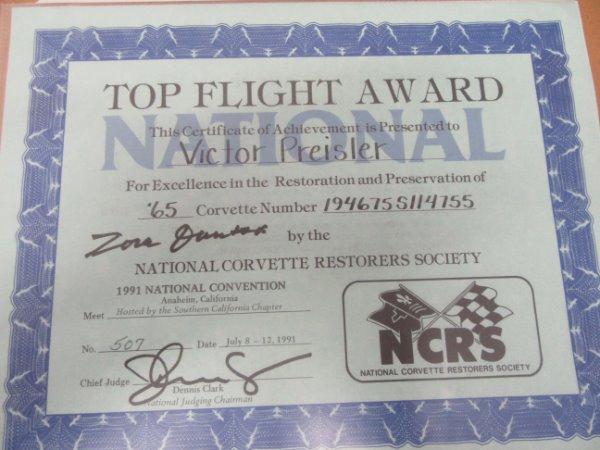 TOP FLIGHT AWARD
NATIONAL
This Certificate of Achievement is Presented to
Victor Preisler
For Excellence in the Restoration and Preservation of
'65 Corvette Number 194675S114755
Zora Duntov by the
NATIONAL CORVETTE RESTORERS SOCIETY
1991 NATIONAL CONVENTION
Anaheim, California
Meet Hosted by the Southern California Chapter
No. 507 Date July 8 - 12, 1991
Chief Judge
Dennis Clark
National Judging Chairman
NCRS
NATIONAL CORVETTE RESTORERS SOCIETY